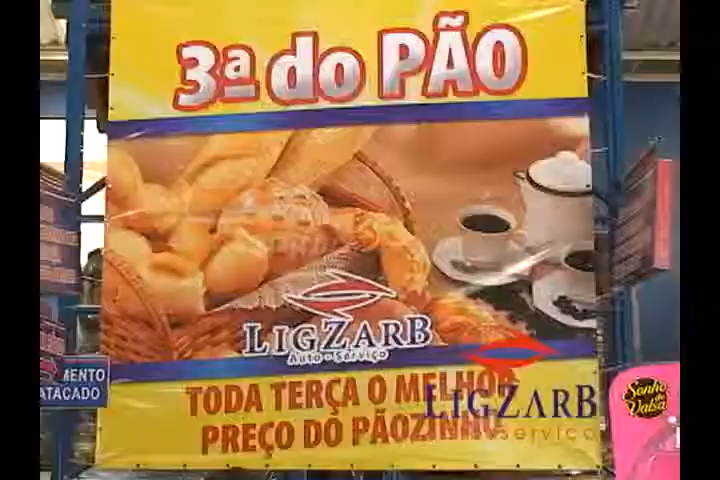 3ª do PÃO
LIGZARB
Auto-Serviço
TODA TERÇA O MELHOR
PREÇO DO PÃOZINHO
LIGZARB
serviço
MENTO
ATACADO
Sonho
de
Valsa